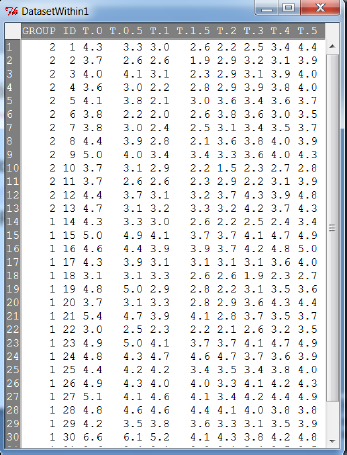 DatasetWithin1
GROUP ID T.0 T.0.5 T.1 T.1.5 T.2 T.3 T.4 T.5
1 2 1 4.3 3.3 3.0 2.6 2.2 2.5 3.4 4.4
2 2 2 3.7 2.6 2.6 1.9 2.9 3.2 3.1 3.9
3 2 3 4.0 4.1 3.1 2.3 2.9 3.1 3.9 4.0
4 2 4 3.6 3.0 2.2 2.8 2.9 3.9 3.8 4.0
5 2 5 4.1 3.8 2.1 3.0 3.6 3.4 3.6 3.7
6 2 6 3.8 2.2 2.0 2.6 3.8 3.6 3.0 3.5
7 2 7 3.8 3.0 2.4 2.5 3.1 3.4 3.5 3.7
8 2 8 4.4 3.9 2.8 2.1 3.6 3.8 4.0 3.9
9 2 9 5.0 4.0 3.4 3.4 3.3 3.6 4.0 4.3
10 2 10 3.7 3.1 2.9 2.2 1.5 2.3 2.7 2.8
11 2 11 3.7 2.6 2.6 2.3 2.9 2.2 3.1 3.9
12 2 12 4.4 3.7 3.1 3.2 3.7 4.3 3.9 4.8
13 2 13 4.7 3.1 3.2 3.3 3.2 4.2 3.7 4.3
14 1 14 4.3 3.3 3.0 2.6 2.2 2.5 2.4 3.4
15 1 15 5.0 4.9 4.1 3.7 3.7 4.1 4.7 4.9
16 1 16 4.6 4.4 3.9 3.9 3.7 4.2 4.8 5.0
17 1 17 4.3 3.9 3.1 3.1 3.1 3.1 3.6 4.0
18 1 18 3.1 3.1 3.3 2.6 2.6 1.9 2.3 2.7
19 1 19 4.8 5.0 2.9 2.8 2.2 3.1 3.5 3.6
20 1 20 3.7 3.1 3.3 2.8 2.9 3.6 4.3 4.4
21 1 21 5.4 4.7 3.9 4.1 2.8 3.7 3.5 3.7
22 1 22 3.0 2.5 2.3 2.2 2.1 2.6 3.2 3.5
23 1 23 4.9 5.0 4.1 3.7 3.7 4.1 4.7 4.9
24 1 24 4.8 4.3 4.7 4.6 4.7 3.7 3.6 3.9
25 1 25 4.4 4.2 4.2 3.4 3.5 3.4 3.8 4.0
26 1 26 4.9 4.3 4.0 4.0 3.3 4.1 4.2 4.3
27 1 27 5.1 4.1 4.6 4.1 3.4 4.2 4.4 4.9
28 1 28 4.8 4.6 4.6 4.4 4.1 4.0 3.8 3.8
29 1 29 4.2 3.5 3.8 3.6 3.3 3.1 3.5 3.9
30 1 30 6.6 6.1 5.2 4.1 4.3 3.8 4.2 4.8